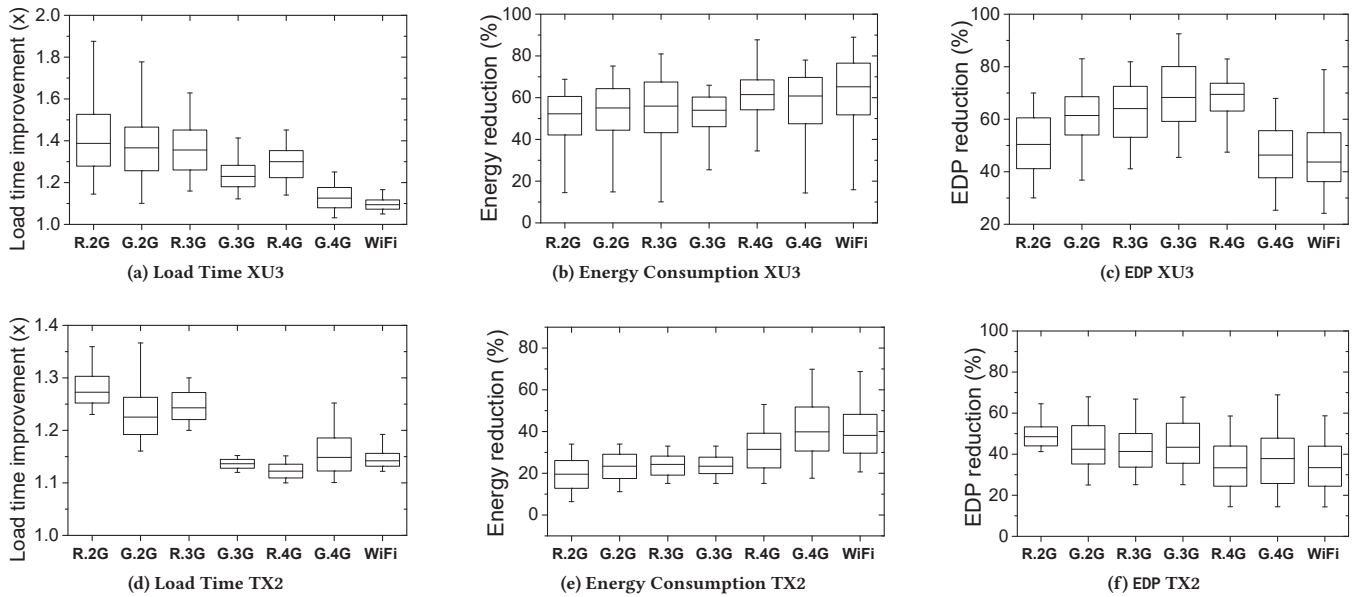 Load time improvement (x)
2.0
1.8
1.6
1.4
1.2
1.0
R.2G G.2G R.3G G.3G R.4G G.4G WiFi
(a) Load Time XU3
Energy reduction (%)
100
80
60
40
20
0
R.2G G.2G R.3G G.3G R.4G G.4G WiFi
(b) Energy Consumption XU3
EDP reduction (%)
100
80
60
40
20
R.2G G.2G R.3G G.3G R.4G G.4G WiFi
(c) EDP XU3
Load time improvement (x)
1.4
1.3
1.2
1.1
1.0
R.2G G.2G R.3G G.3G R.4G G.4G WiFi
(d) Load Time TX2
Energy reduction (%)
80
60
40
20
0
R.2G G.2G R.3G G.3G R.4G G.4G WiFi
(e) Energy Consumption TX2
EDP reduction (%)
100
80
60
40
20
0
R.2G G.2G R.3G G.3G R.4G G.4G WiFi
(f) EDP TX2